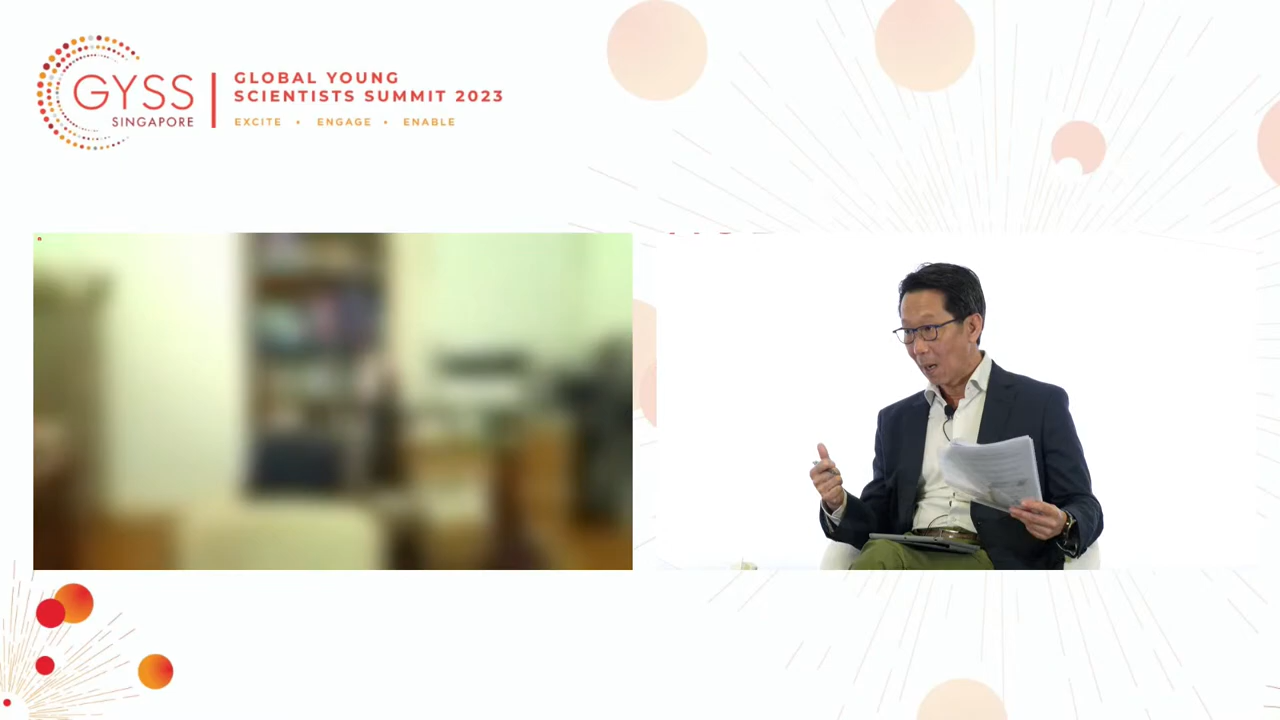 GYSS
SINGAPORE
GLOBAL YOUNG
SCIENTISTS SUMMIT 2023
EXCITE • ENGAGE • ENABLE